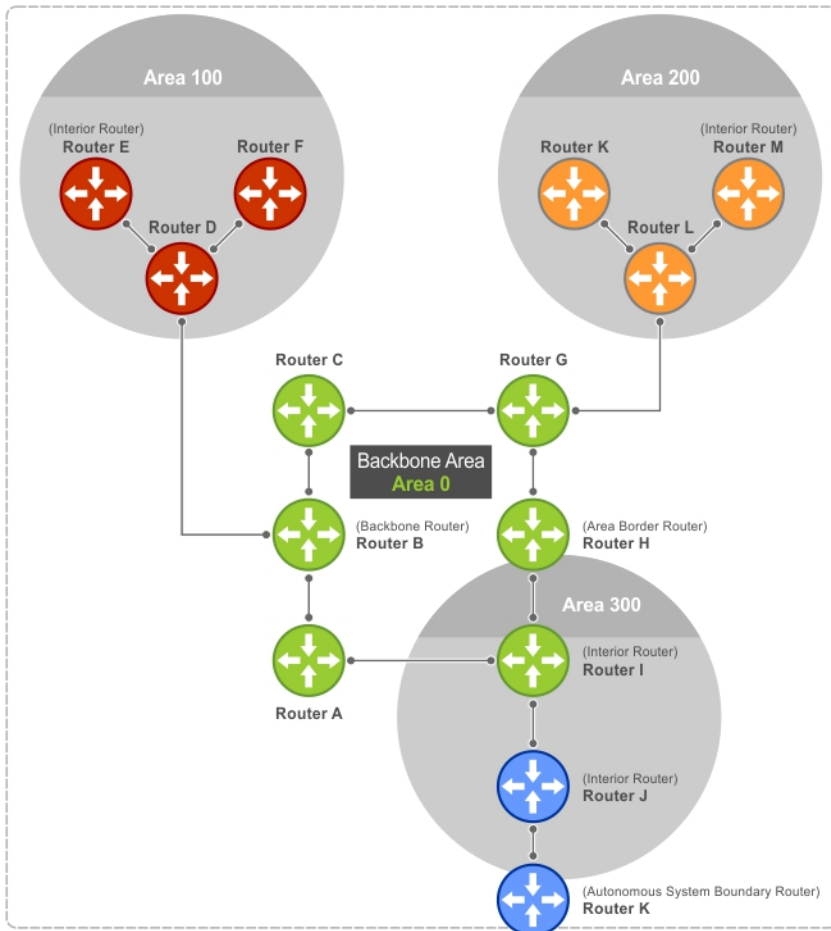 Area 100
Area 200
(Interior Router)
Router E
Router F
Router K
(Interior Router)
Router M
Router D
Router L
Router C
Router G
Backbone Area
Area 0
(Backbone Router)
Router B
(Area Border Router)
Router H
Area 300
(Interior Router)
Router I
Router A
(Interior Router)
Router J
(Autonomous System Boundary Router)
Router K